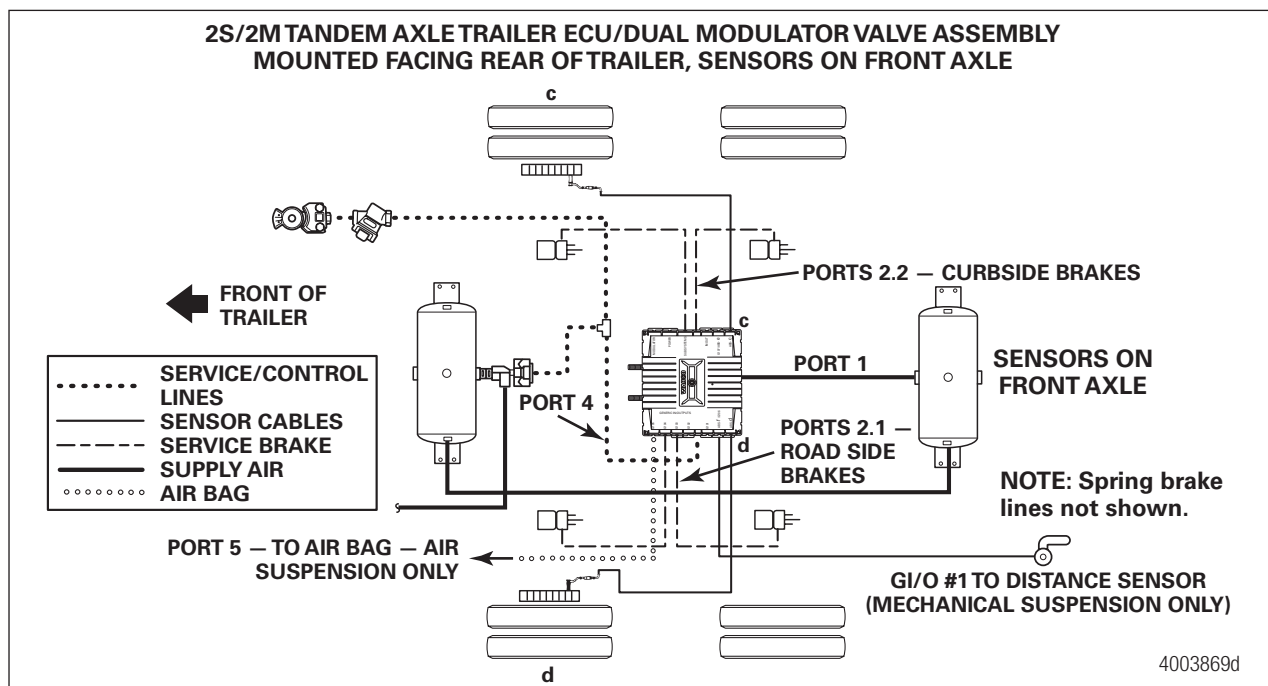 2S/2M TANDEM AXLE TRAILER ECU/DUAL MODULATOR VALVE ASSEMBLY
MOUNTED FACING REAR OF TRAILER, SENSORS ON FRONT AXLE
c
PORTS 2.2 — CURBSIDE BRAKES
FRONT OF
TRAILER
c
SERVICE/CONTROL
LINES
SENSOR CABLES
SERVICE BRAKE
SUPPLY AIR
AIR BAG
PORT 1
SENSORS ON
FRONT AXLE
PORT 4
d
PORTS 2.1 —
ROAD SIDE
BRAKES
NOTE: Spring brake
lines not shown.
PORT 5 — TO AIR BAG — AIR
SUSPENSION ONLY
GI/O #1 TO DISTANCE SENSOR
(MECHANICAL SUSPENSION ONLY)
d
4003869d